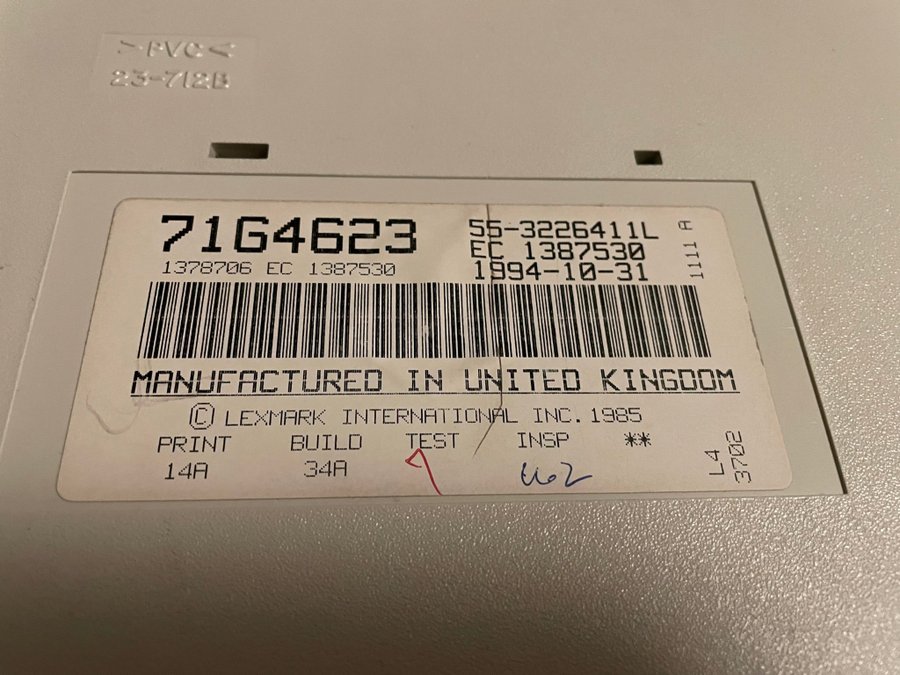 >PVC<
23-712B
71G4623
55-3226411L
1378706 EC 1387530
EC 1387530
1994-10-31
1111 A
MANUFACTURED IN UNITED KINGDOM
© LEXMARK INTERNATIONAL INC. 1985
PRINT BUILD TEST INSP **
14A 34A
L4
3702